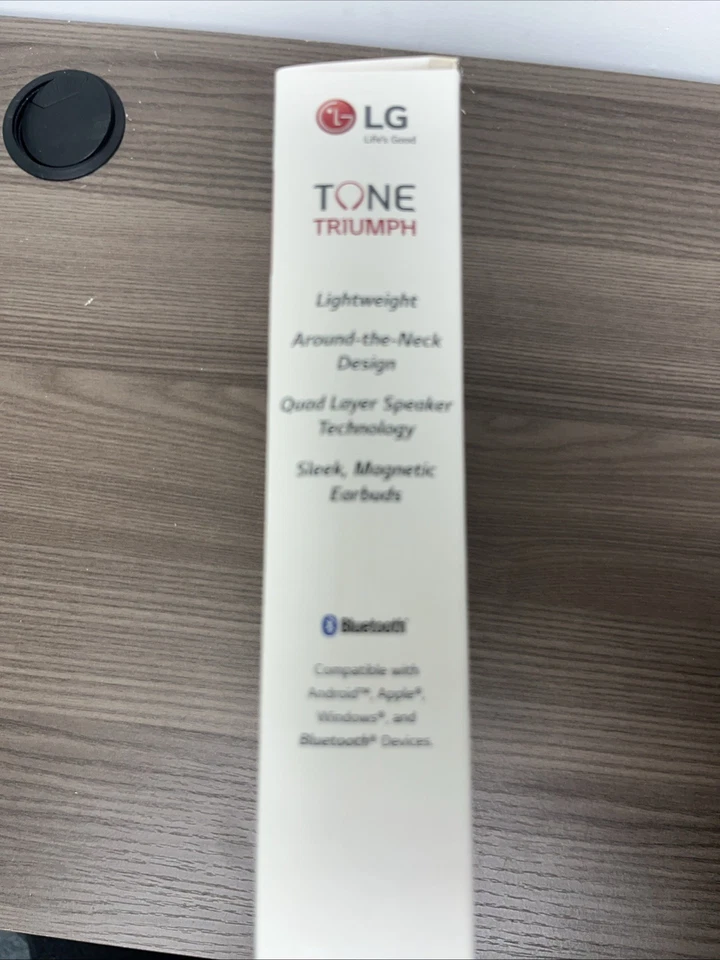 LG
Life's Good
TONE
TRIUMPH
Lightweight
Around-the-Neck
Design
Quad Layer Speaker
Technology
Sleek, Magnetic
Earbuds
Bluetooth®
Compatible with
Android™, Apple®,
Windows®, and
Bluetooth® Devices.